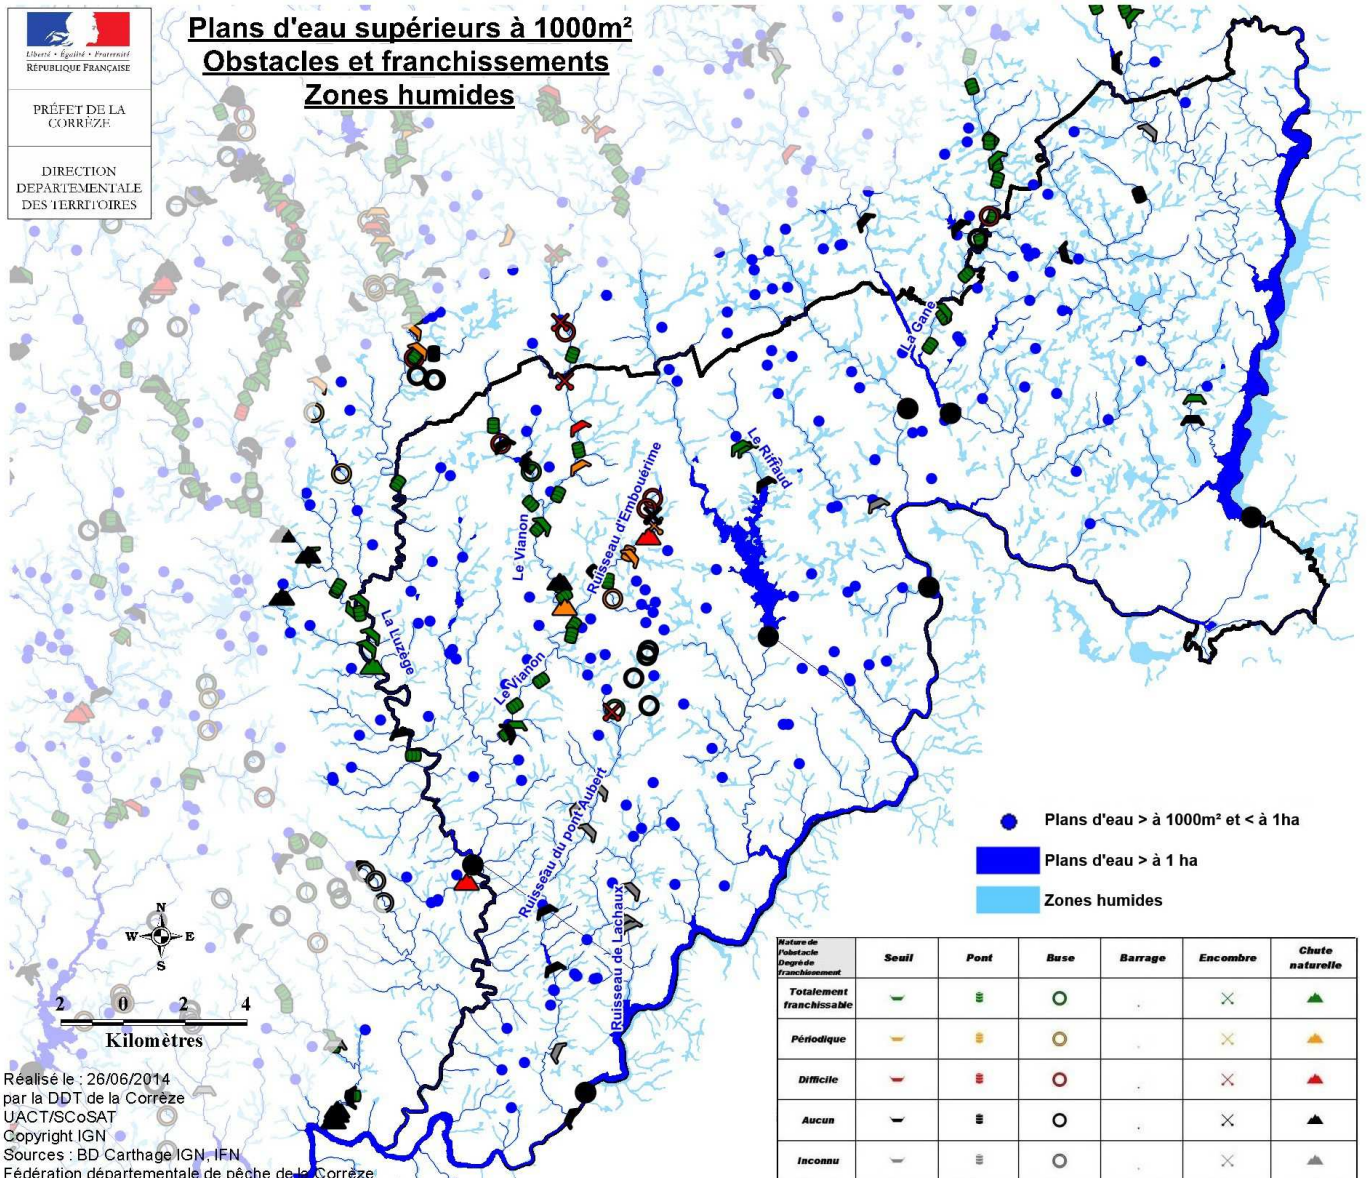 Plans d'eau supérieurs à 1000m²
Obstacles et franchissements
Zones humides
Liberté • Égalité • Fraternité
RÉPUBLIQUE FRANÇAISE
PRÉFET DE LA
CORRÈZE
DIRECTION
DEPARTEMENTALE
DES TERRITOIRES
La Gane
Le Riffaud
Ruisseau d'Embouérime
Le Vianon
La Luzège
Le Vianon
Ruisseau du pont Aubert
Ruisseau de Lachaux
Plans d'eau > à 1000m² et < à 1ha
Plans d'eau > à 1 ha
Zones humides
N
W E
S
2 0 2 4
Kilomètres
Réalisé le : 26/06/2014
par la DDT de la Corrèze
UACT/SCoSAT
Copyright IGN
Sources : BD Carthage IGN, IFN
Fédération départementale de pêche de la Corrèze
Nature de
l'obstacle
Degré de
franchissement
Seuil Pont Buse Barrage Encombre Chute
naturelle
Totalement
franchissable
Périodique
Difficile
Aucun
Inconnu